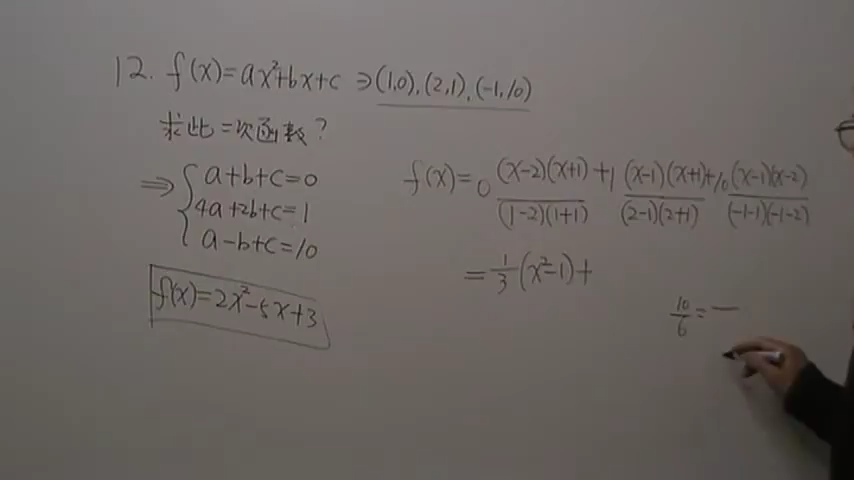 12. f(x)=ax²+bx+c ∋(1,0),(2,1),(-1,10)
求此二次函数?
⇒ { a+b+c=0
4a+2b+c=1
a-b+c=10
f(x)=2x²-5x+3
f(x)=0 (x-2)(x+1)/(1-2)(1+1) +1 (x-1)(x+1)/(2-1)(2+1) +10 (x-1)(x-2)/(-1-1)(-1-2)
= 1/3 (x²-1)+
10/6 = —